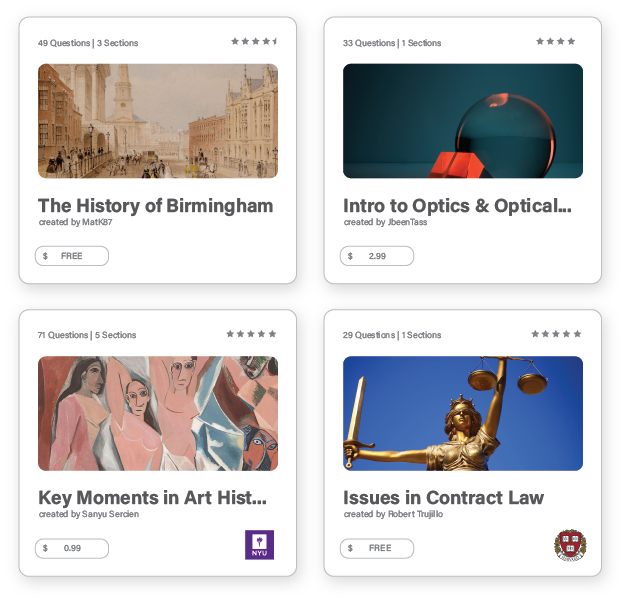 49 Questions | 3 Sections
The History of Birmingham
created by MatK87
$ FREE
33 Questions | 1 Sections
Intro to Optics & Optical...
created by JbeenTass
$ 2.99
71 Questions | 5 Sections
Key Moments in Art Hist...
created by Sanyu Sercien
$ 0.99
NYU
29 Questions | 1 Sections
Issues in Contract Law
created by Robert Trujillo
$ FREE